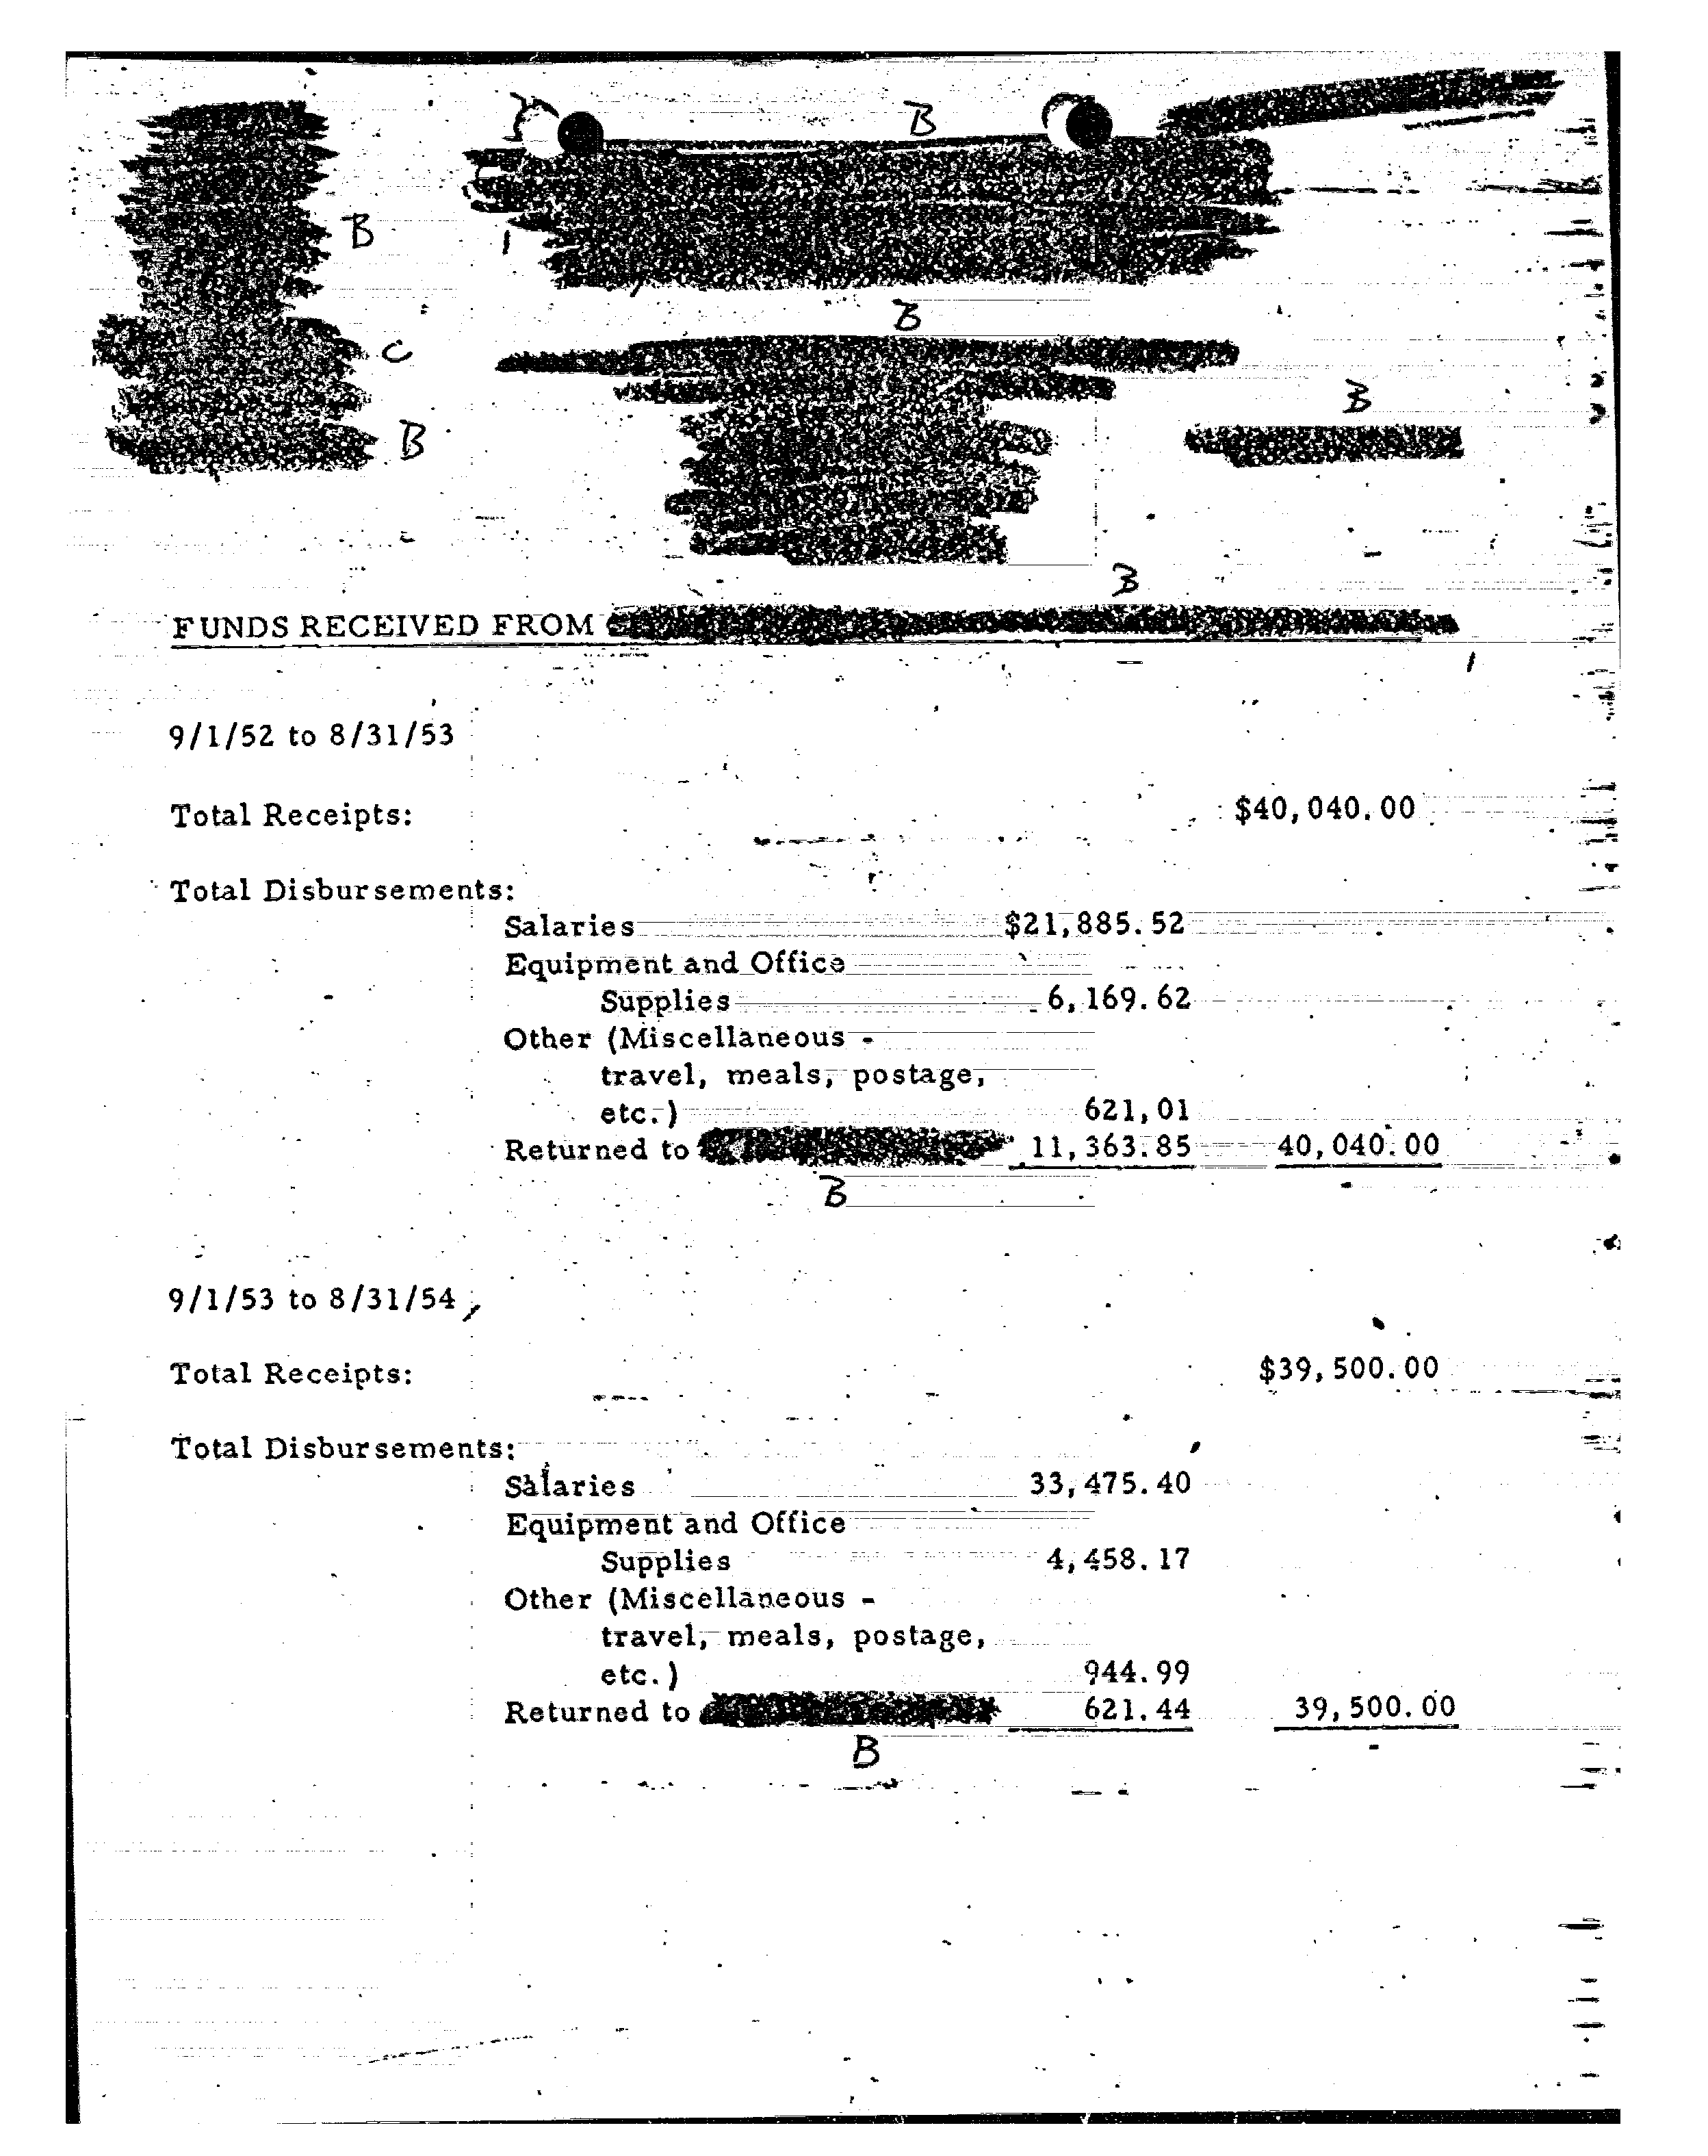 B
B
B
C
B
B
B
FUNDS RECEIVED FROM
9/1/52 to 8/31/53
Total Receipts: $40,040.00
Total Disbursements:
Salaries $21,885.52
Equipment and Office
Supplies 6,169.62
Other (Miscellaneous -
travel, meals, postage,
etc.) 621,01
Returned to 11,363.85 40,040.00
B
9/1/53 to 8/31/54
Total Receipts: $39,500.00
Total Disbursements:
Salaries 33,475.40
Equipment and Office
Supplies 4,458.17
Other (Miscellaneous -
travel, meals, postage,
etc.) 944.99
Returned to 621.44 39,500.00
B